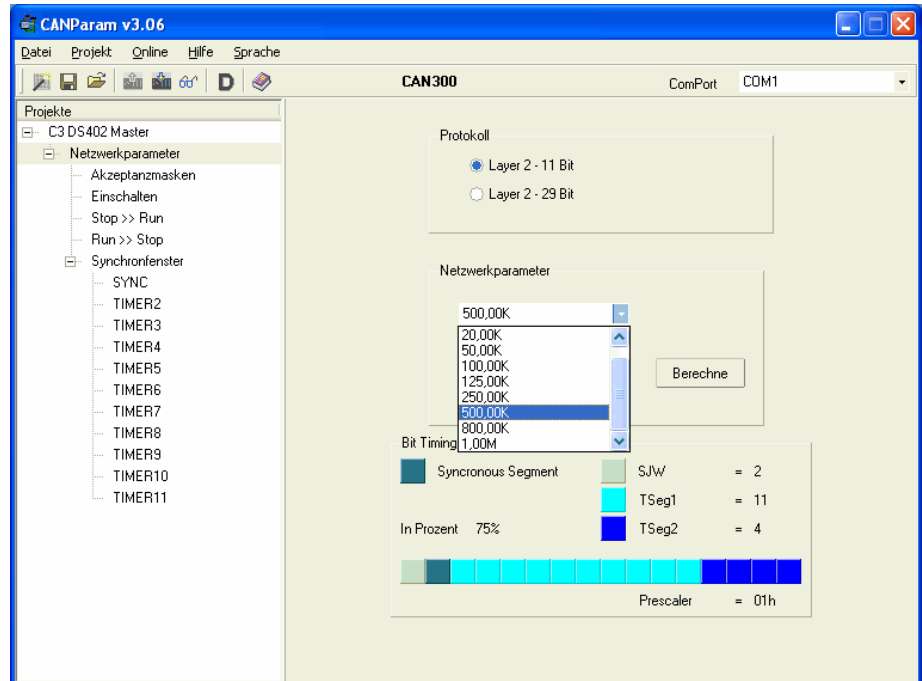 CANParam v3.06
Datei Projekt Online Hilfe Sprache
D CAN300 ComPort COM1
Projekte
C3 DS402 Master
Netzwerkparameter
Akzeptanzmasken
Einschalten
Stop >> Run
Run >> Stop
Synchronfenster
SYNC
TIMER2
TIMER3
TIMER4
TIMER5
TIMER6
TIMER7
TIMER8
TIMER9
TIMER10
TIMER11
Protokoll
Layer 2 - 11 Bit
Layer 2 - 29 Bit
Netzwerkparameter
500,00K
20,00K
50,00K
100,00K
125,00K
250,00K
500,00K
800,00K
1,00M
Berechne
Bit Timing
Syncronous Segment SJW = 2
TSeg1 = 11
In Prozent 75% TSeg2 = 4
Prescaler = 01h